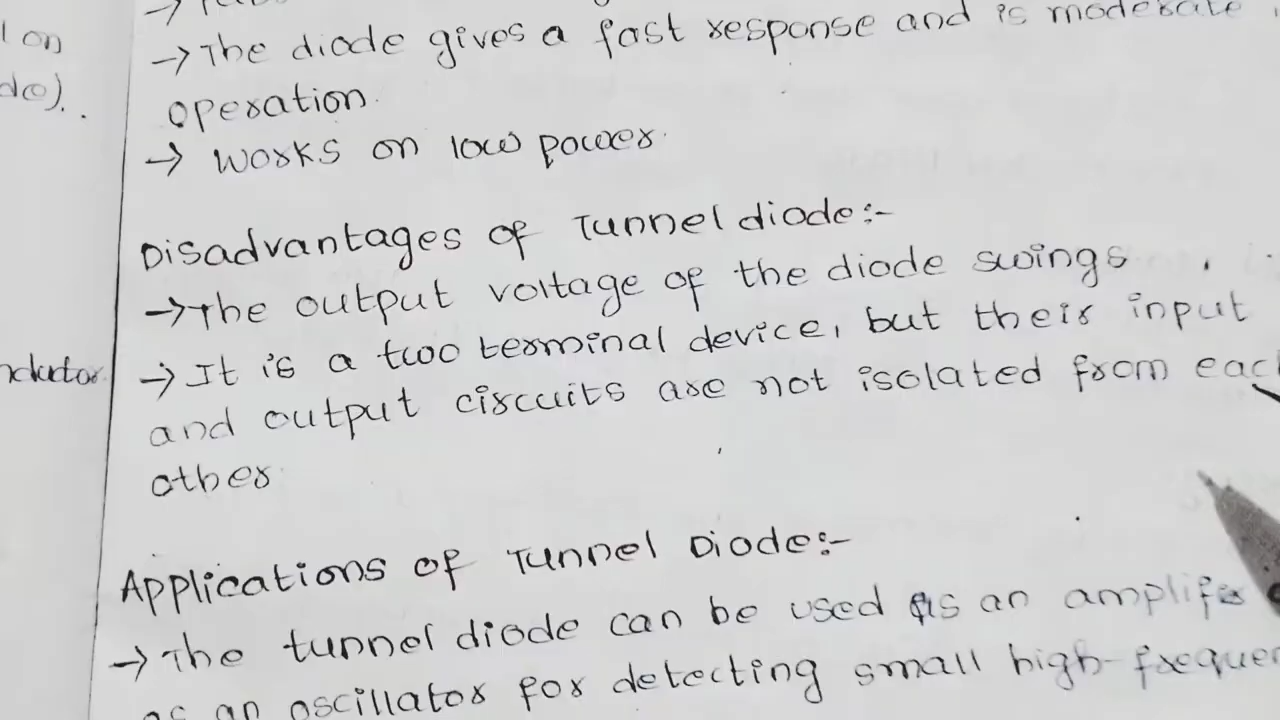 l on
→ The diode gives a fast response and is moderate
de).
operation.
→ works on low power.
Disadvantages of Tunnel diode:-
→ The output voltage of the diode swings.
→ It is a two terminal device, but their input
and output circuits are not isolated from each
other
Applications of Tunnel Diode:-
→ The tunnel diode can be used as an amplifer
as an oscillator for detecting small high-frequen